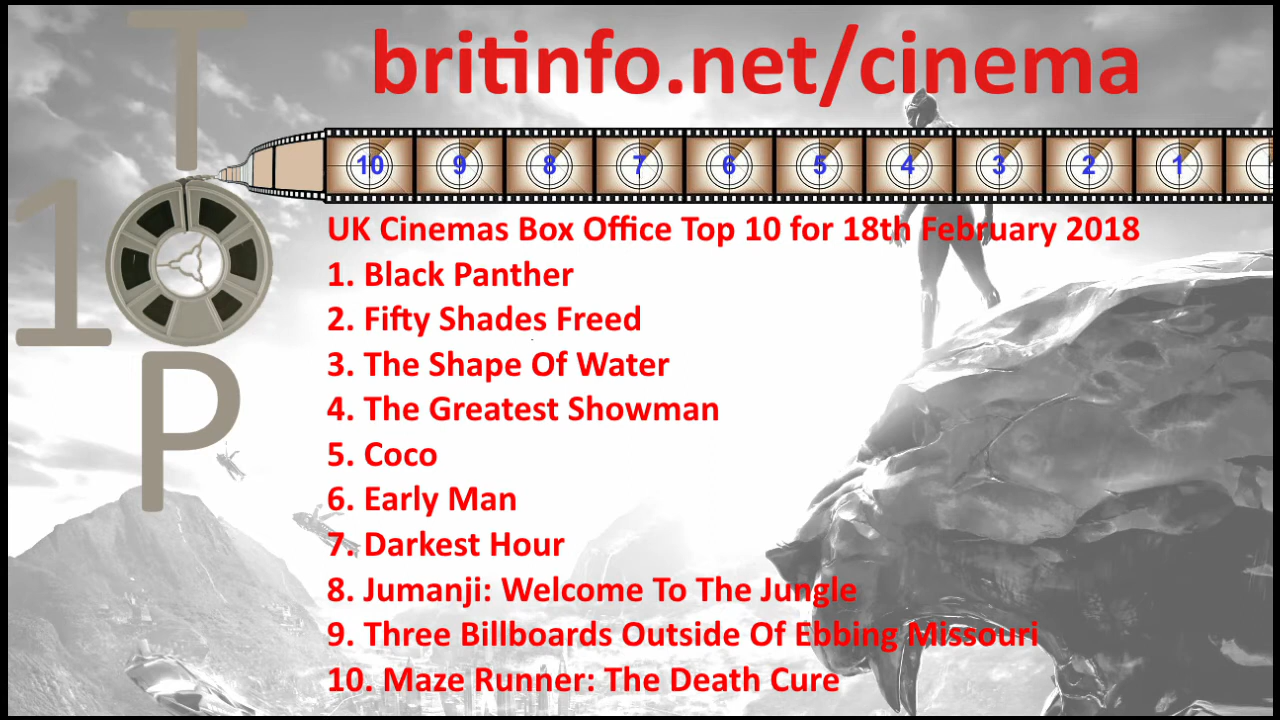 britinfo.net/cinema
TOP
10
10 9 8 7 6 5 4 3 2 1
UK Cinemas Box Office Top 10 for 18th February 2018
1. Black Panther
2. Fifty Shades Freed
3. The Shape Of Water
4. The Greatest Showman
5. Coco
6. Early Man
7. Darkest Hour
8. Jumanji: Welcome To The Jungle
9. Three Billboards Outside Of Ebbing Missouri
10. Maze Runner: The Death Cure